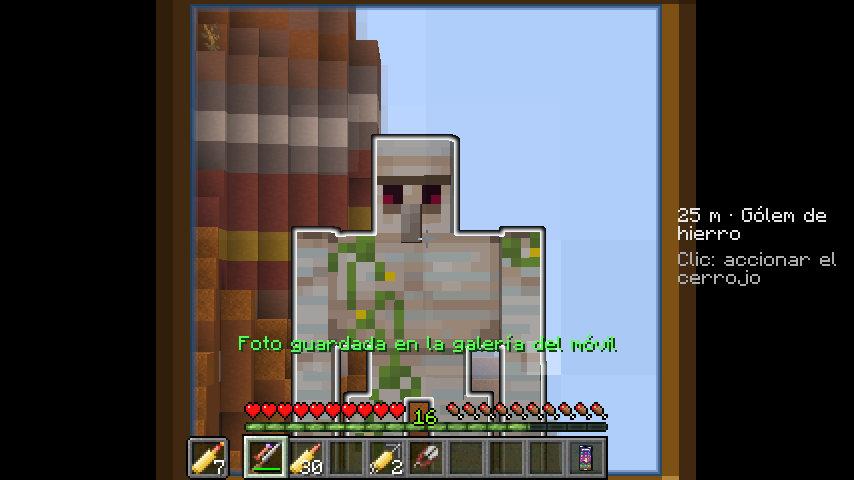 25 m · Gólem de
hierro
Clic: accionar el
cerrojo
Foto guardada en la galería del móvil
16
7
30
2